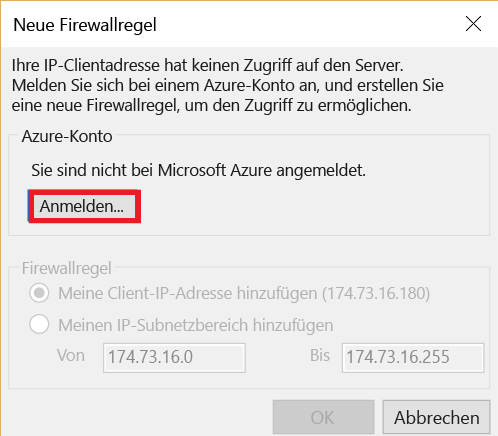 Neue Firewallregel
Ihre IP-Clientadresse hat keinen Zugriff auf den Server.
Melden Sie sich bei einem Azure-Konto an, und erstellen Sie
eine neue Firewallregel, um den Zugriff zu ermöglichen.
Azure-Konto
Sie sind nicht bei Microsoft Azure angemeldet.
Anmelden...
Firewallregel
Meine Client-IP-Adresse hinzufügen (174.73.16.180)
Meinen IP-Subnetzbereich hinzufügen
Von 174.73.16.0 Bis 174.73.16.255
OK Abbrechen